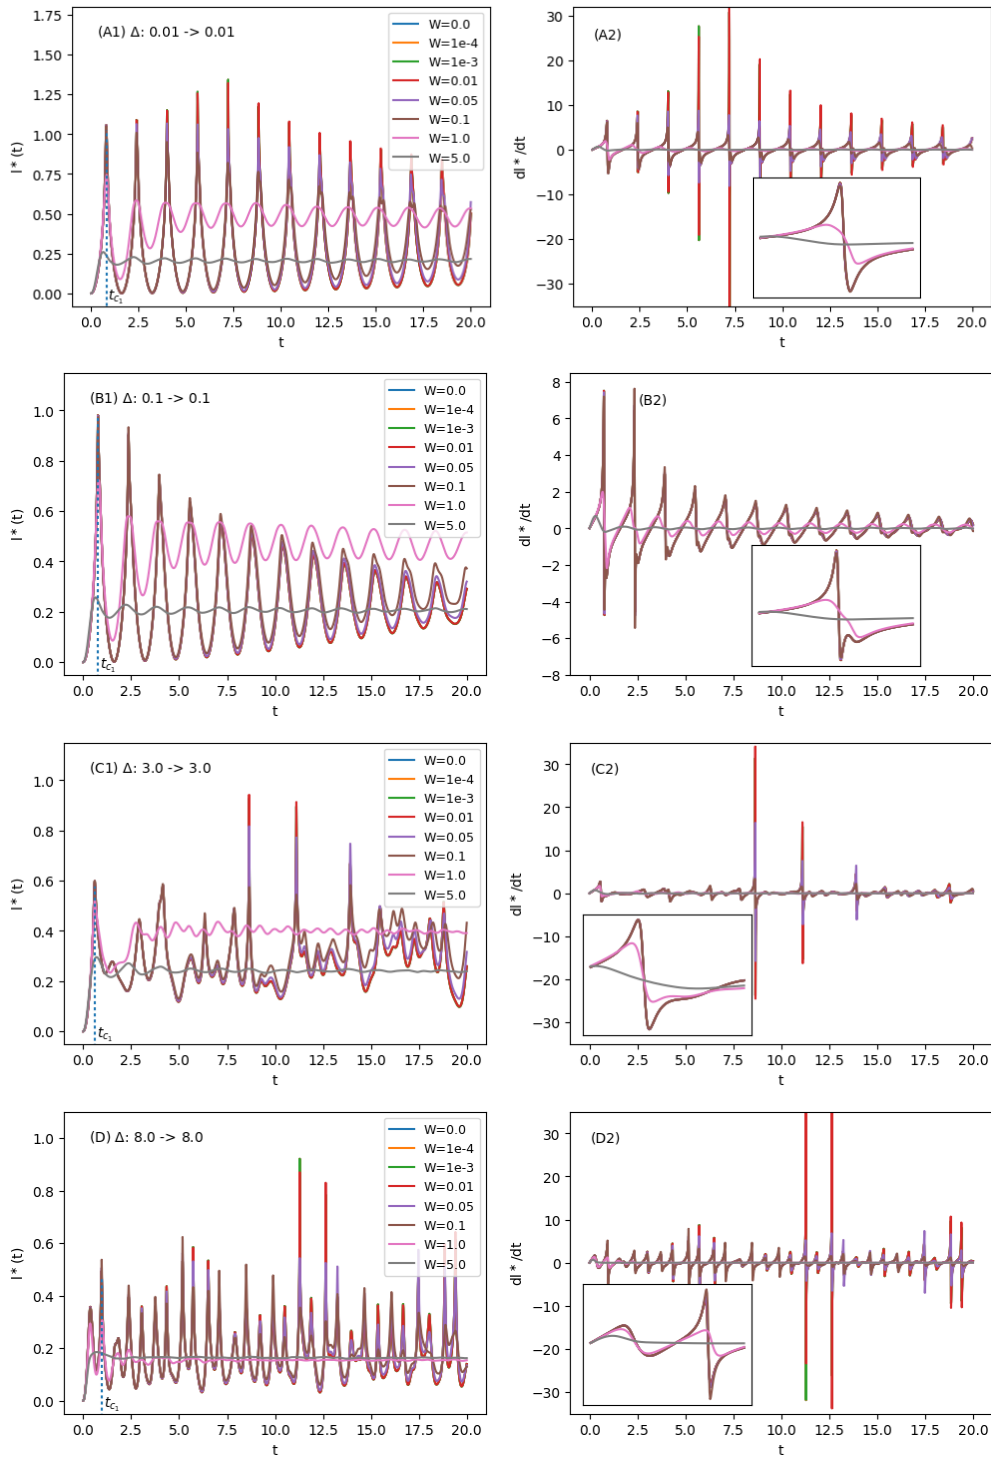 (A1) Δ: 0.01 -> 0.01
W=0.0
W=1e-4
W=1e-3
W=0.01
W=0.05
W=0.1
W=1.0
W=5.0
1.75
1.50
1.25
1.00
0.75
0.50
0.25
0.00
I*(t)
t_{c_1}
0.0 2.5 5.0 7.5 10.0 12.5 15.0 17.5 20.0
t
(A2)
30
20
10
0
−10
−20
−30
dI*/dt
0.0 2.5 5.0 7.5 10.0 12.5 15.0 17.5 20.0
t
(B1) Δ: 0.1 -> 0.1
W=0.0
W=1e-4
W=1e-3
W=0.01
W=0.05
W=0.1
W=1.0
W=5.0
1.0
0.8
0.6
0.4
0.2
0.0
I*(t)
t_{c_1}
0.0 2.5 5.0 7.5 10.0 12.5 15.0 17.5 20.0
t
(B2)
8
6
4
2
0
−2
−4
−6
−8
dI*/dt
0.0 2.5 5.0 7.5 10.0 12.5 15.0 17.5 20.0
t
(C1) Δ: 3.0 -> 3.0
W=0.0
W=1e-4
W=1e-3
W=0.01
W=0.05
W=0.1
W=1.0
W=5.0
1.0
0.8
0.6
0.4
0.2
0.0
I*(t)
t_{c_1}
0.0 2.5 5.0 7.5 10.0 12.5 15.0 17.5 20.0
t
(C2)
30
20
10
0
−10
−20
−30
dI*/dt
0.0 2.5 5.0 7.5 10.0 12.5 15.0 17.5 20.0
t
(D) Δ: 8.0 -> 8.0
W=0.0
W=1e-4
W=1e-3
W=0.01
W=0.05
W=0.1
W=1.0
W=5.0
1.0
0.8
0.6
0.4
0.2
0.0
I*(t)
t_{c_1}
0.0 2.5 5.0 7.5 10.0 12.5 15.0 17.5 20.0
t
(D2)
30
20
10
0
−10
−20
−30
dI*/dt
0.0 2.5 5.0 7.5 10.0 12.5 15.0 17.5 20.0
t